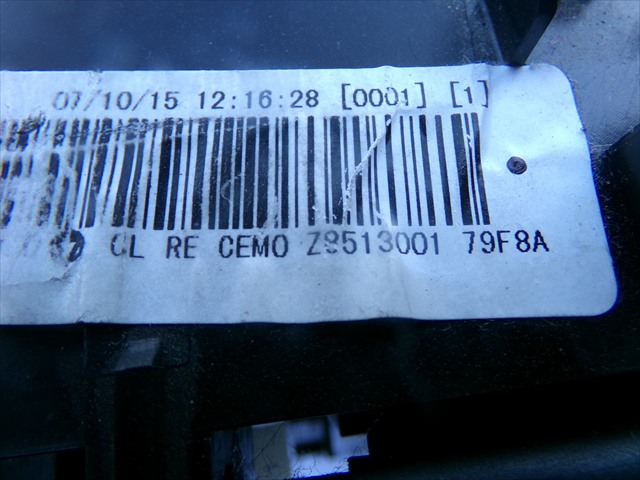 07/10/15 12:16:28 [0001] [1]
CL RE CEMO Z8513001 79F8A